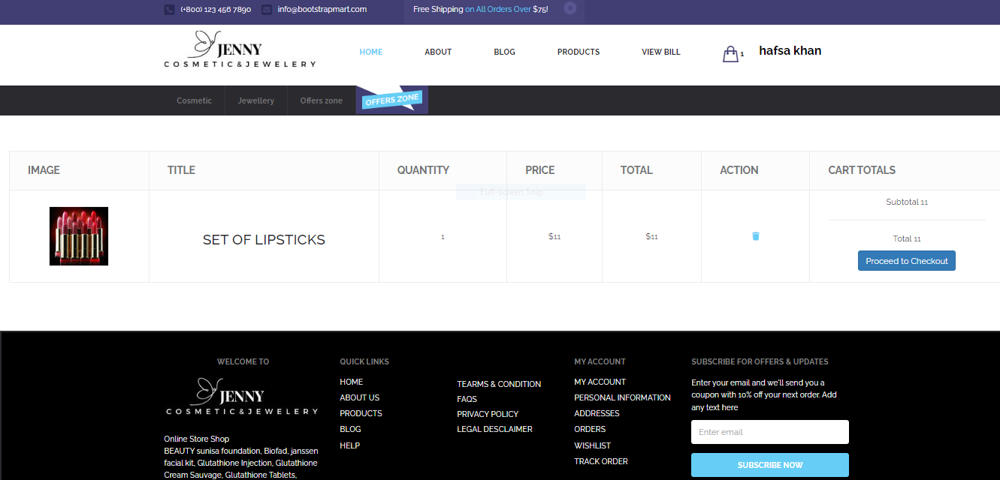 (+800) 123 456 7890 info@bootstrapmart.com Free Shipping on All Orders Over $75!
JENNY
COSMETIC&JEWELERY
HOME ABOUT BLOG PRODUCTS VIEW BILL 1 hafsa khan
Cosmetic Jewellery Offers zone OFFERS ZONE
IMAGE TITLE QUANTITY PRICE TOTAL ACTION CART TOTALS
Full-screen Snip
Subtotal 11
SET OF LIPSTICKS 1 $11 $11
Total 11
Proceed to Checkout
WELCOME TO
JENNY
COSMETIC&JEWELERY
Online Store Shop
BEAUTY sunisa foundation, Biofad, janssen
facial kit, Glutathione Injection, Glutathione
Cream Sauvage, Glutathione Tablets,
QUICK LINKS
HOME
ABOUT US
PRODUCTS
BLOG
HELP
TEARMS & CONDITION
FAQS
PRIVACY POLICY
LEGAL DESCLAIMER
MY ACCOUNT
MY ACCOUNT
PERSONAL INFORMATION
ADDRESSES
ORDERS
WISHLIST
TRACK ORDER
SUBSCRIBE FOR OFFERS & UPDATES
Enter your email and we'll send you a
coupon with 10% off your next order. Add
any text here
Enter email
SUBSCRIBE NOW